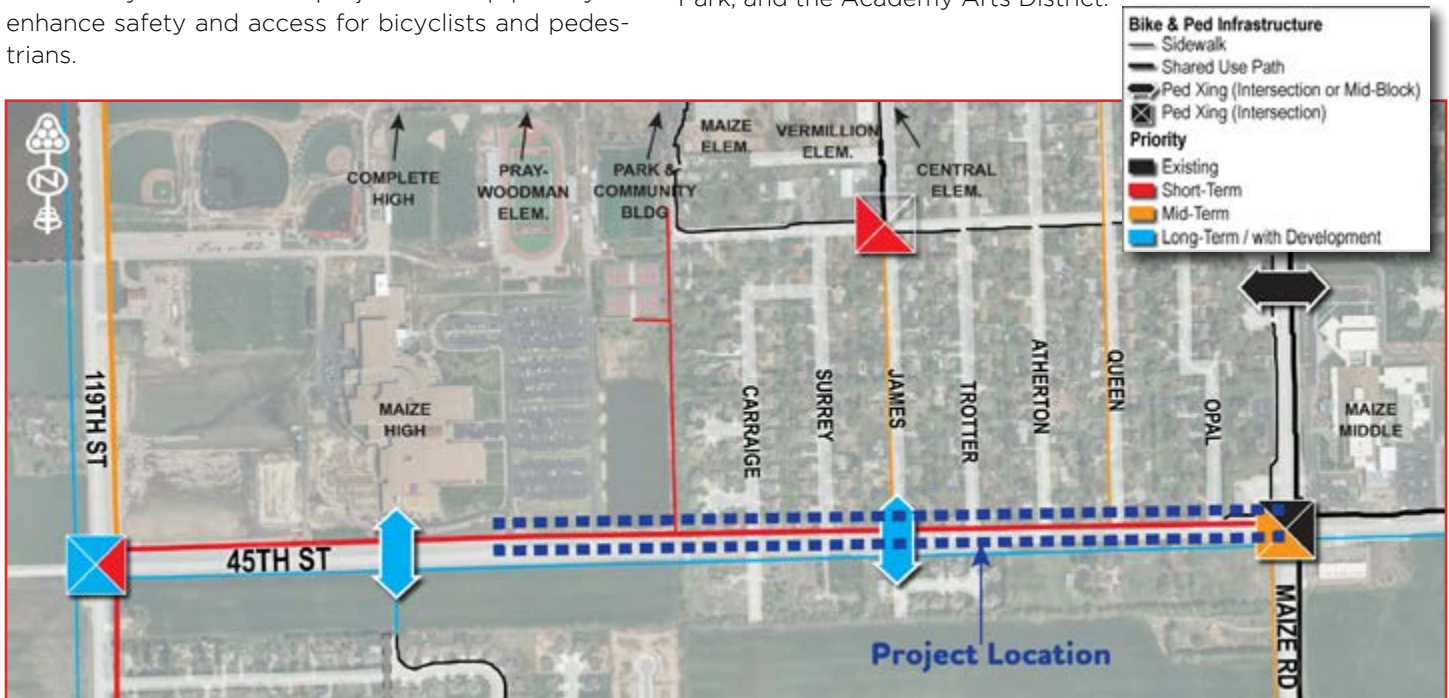 enhance safety and access for bicyclists and pedes-
trians.
Park, and the Academy Arts District.
Bike & Ped Infrastructure
Sidewalk
Shared Use Path
Ped Xing (Intersection or Mid-Block)
Ped Xing (Intersection)
Priority
Existing
Short-Term
Mid-Term
Long-Term / with Development
N
COMPLETE
HIGH
PRAY-
WOODMAN
ELEM.
PARK &
COMMUNITY
BLDG
MAIZE
ELEM.
VERMILLION
ELEM.
CENTRAL
ELEM.
119TH ST
MAIZE
HIGH
CARRAIGE
SURREY
JAMES
TROTTER
ATHERTON
QUEEN
OPAL
MAIZE
MIDDLE
45TH ST
MAIZE RD
Project Location